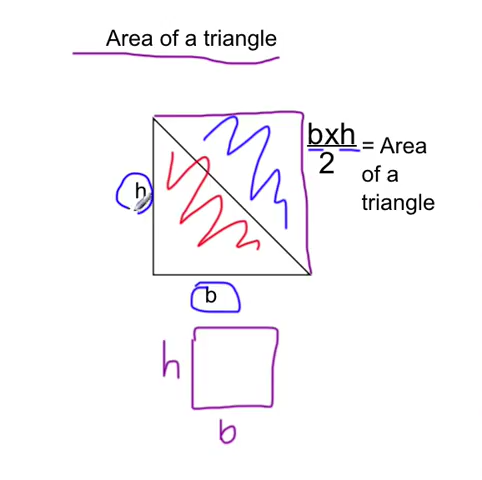 Area of a triangle
bxh
2
= Area
of a
triangle
h
b
h
b